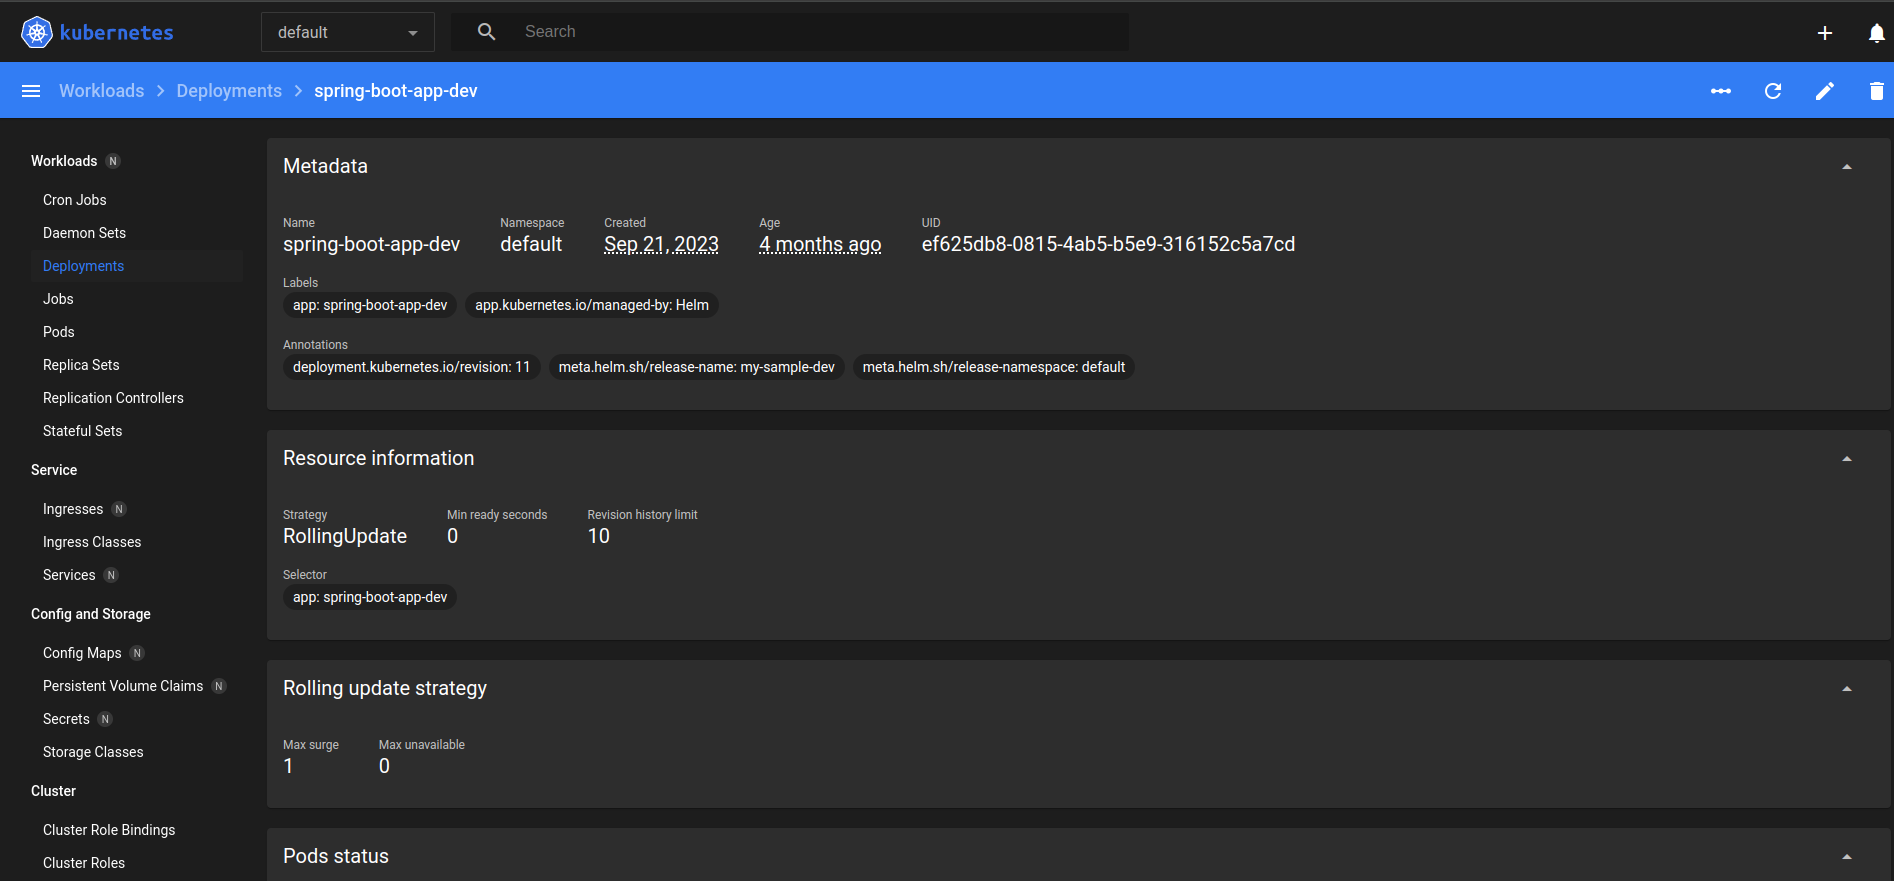 kubernetes
default
Search
Workloads > Deployments > spring-boot-app-dev
Workloads N
Cron Jobs
Daemon Sets
Deployments
Jobs
Pods
Replica Sets
Replication Controllers
Stateful Sets
Service
Ingresses N
Ingress Classes
Services N
Config and Storage
Config Maps N
Persistent Volume Claims N
Secrets N
Storage Classes
Cluster
Cluster Role Bindings
Cluster Roles
Metadata
Name Namespace Created Age UID
spring-boot-app-dev default Sep 21, 2023 4 months ago ef625db8-0815-4ab5-b5e9-316152c5a7cd
Labels
app: spring-boot-app-dev app.kubernetes.io/managed-by: Helm
Annotations
deployment.kubernetes.io/revision: 11 meta.helm.sh/release-name: my-sample-dev meta.helm.sh/release-namespace: default
Resource information
Strategy Min ready seconds Revision history limit
RollingUpdate 0 10
Selector
app: spring-boot-app-dev
Rolling update strategy
Max surge Max unavailable
1 0
Pods status